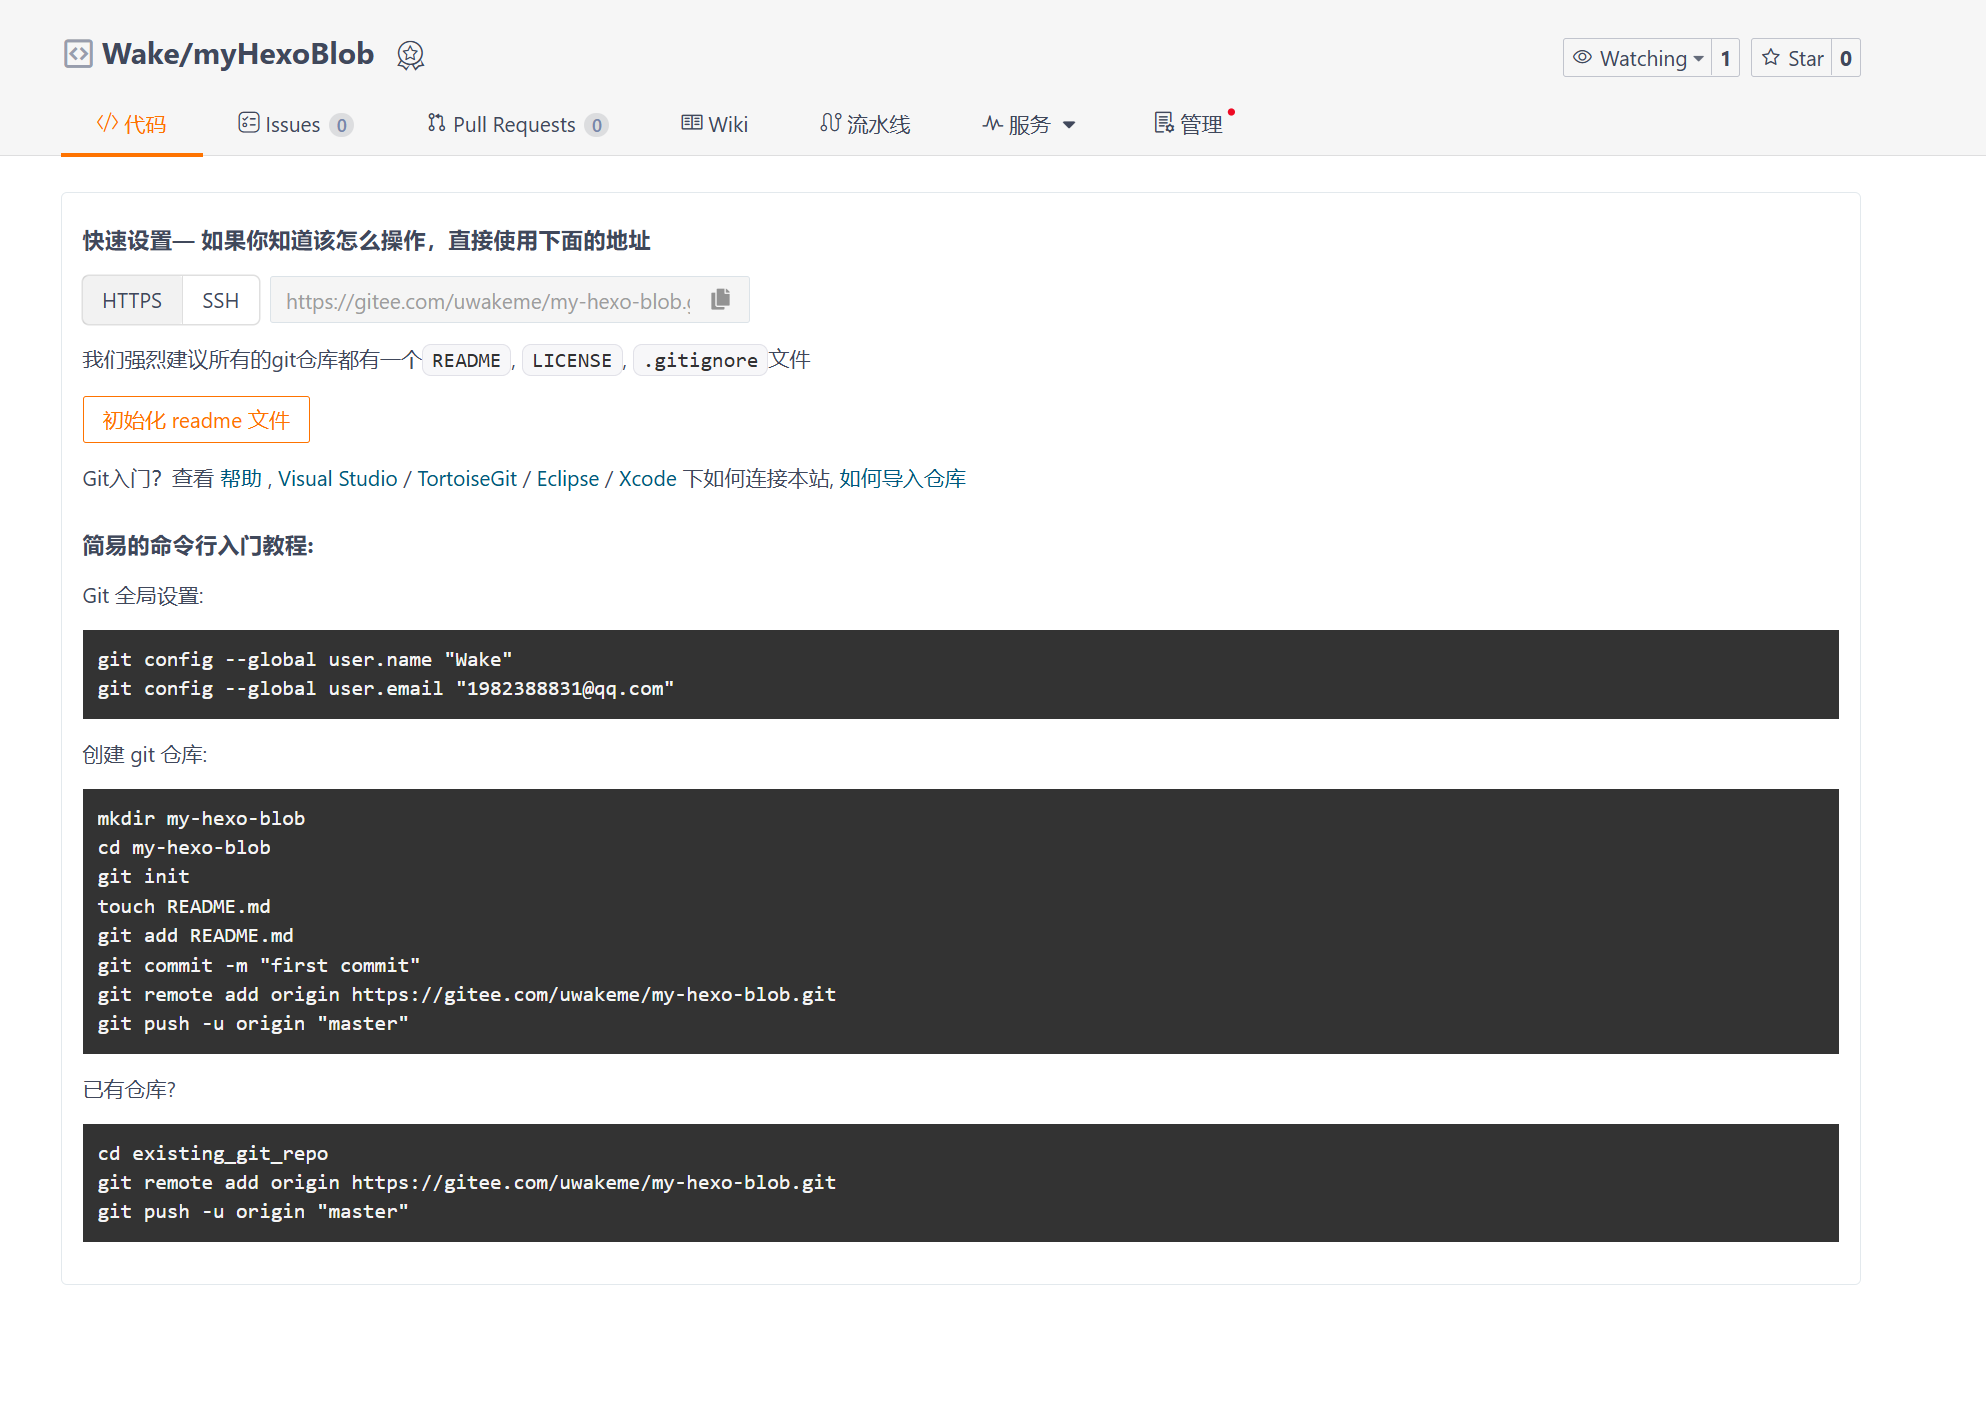 Wake/myHexoBlob
Watching 1 Star 0
代码 Issues 0 Pull Requests 0 Wiki 流水线 服务 管理
快速设置— 如果你知道该怎么操作，直接使用下面的地址
HTTPS SSH https://gitee.com/uwakeme/my-hexo-blob.g
我们强烈建议所有的git仓库都有一个 README , LICENSE , .gitignore 文件
初始化 readme 文件
Git入门？查看 帮助 , Visual Studio / TortoiseGit / Eclipse / Xcode 下如何连接本站, 如何导入仓库
简易的命令行入门教程:
Git 全局设置:
git config --global user.name "Wake"
git config --global user.email "1982388831@qq.com"
创建 git 仓库:
mkdir my-hexo-blob
cd my-hexo-blob
git init
touch README.md
git add README.md
git commit -m "first commit"
git remote add origin https://gitee.com/uwakeme/my-hexo-blob.git
git push -u origin "master"
已有仓库?
cd existing_git_repo
git remote add origin https://gitee.com/uwakeme/my-hexo-blob.git
git push -u origin "master"